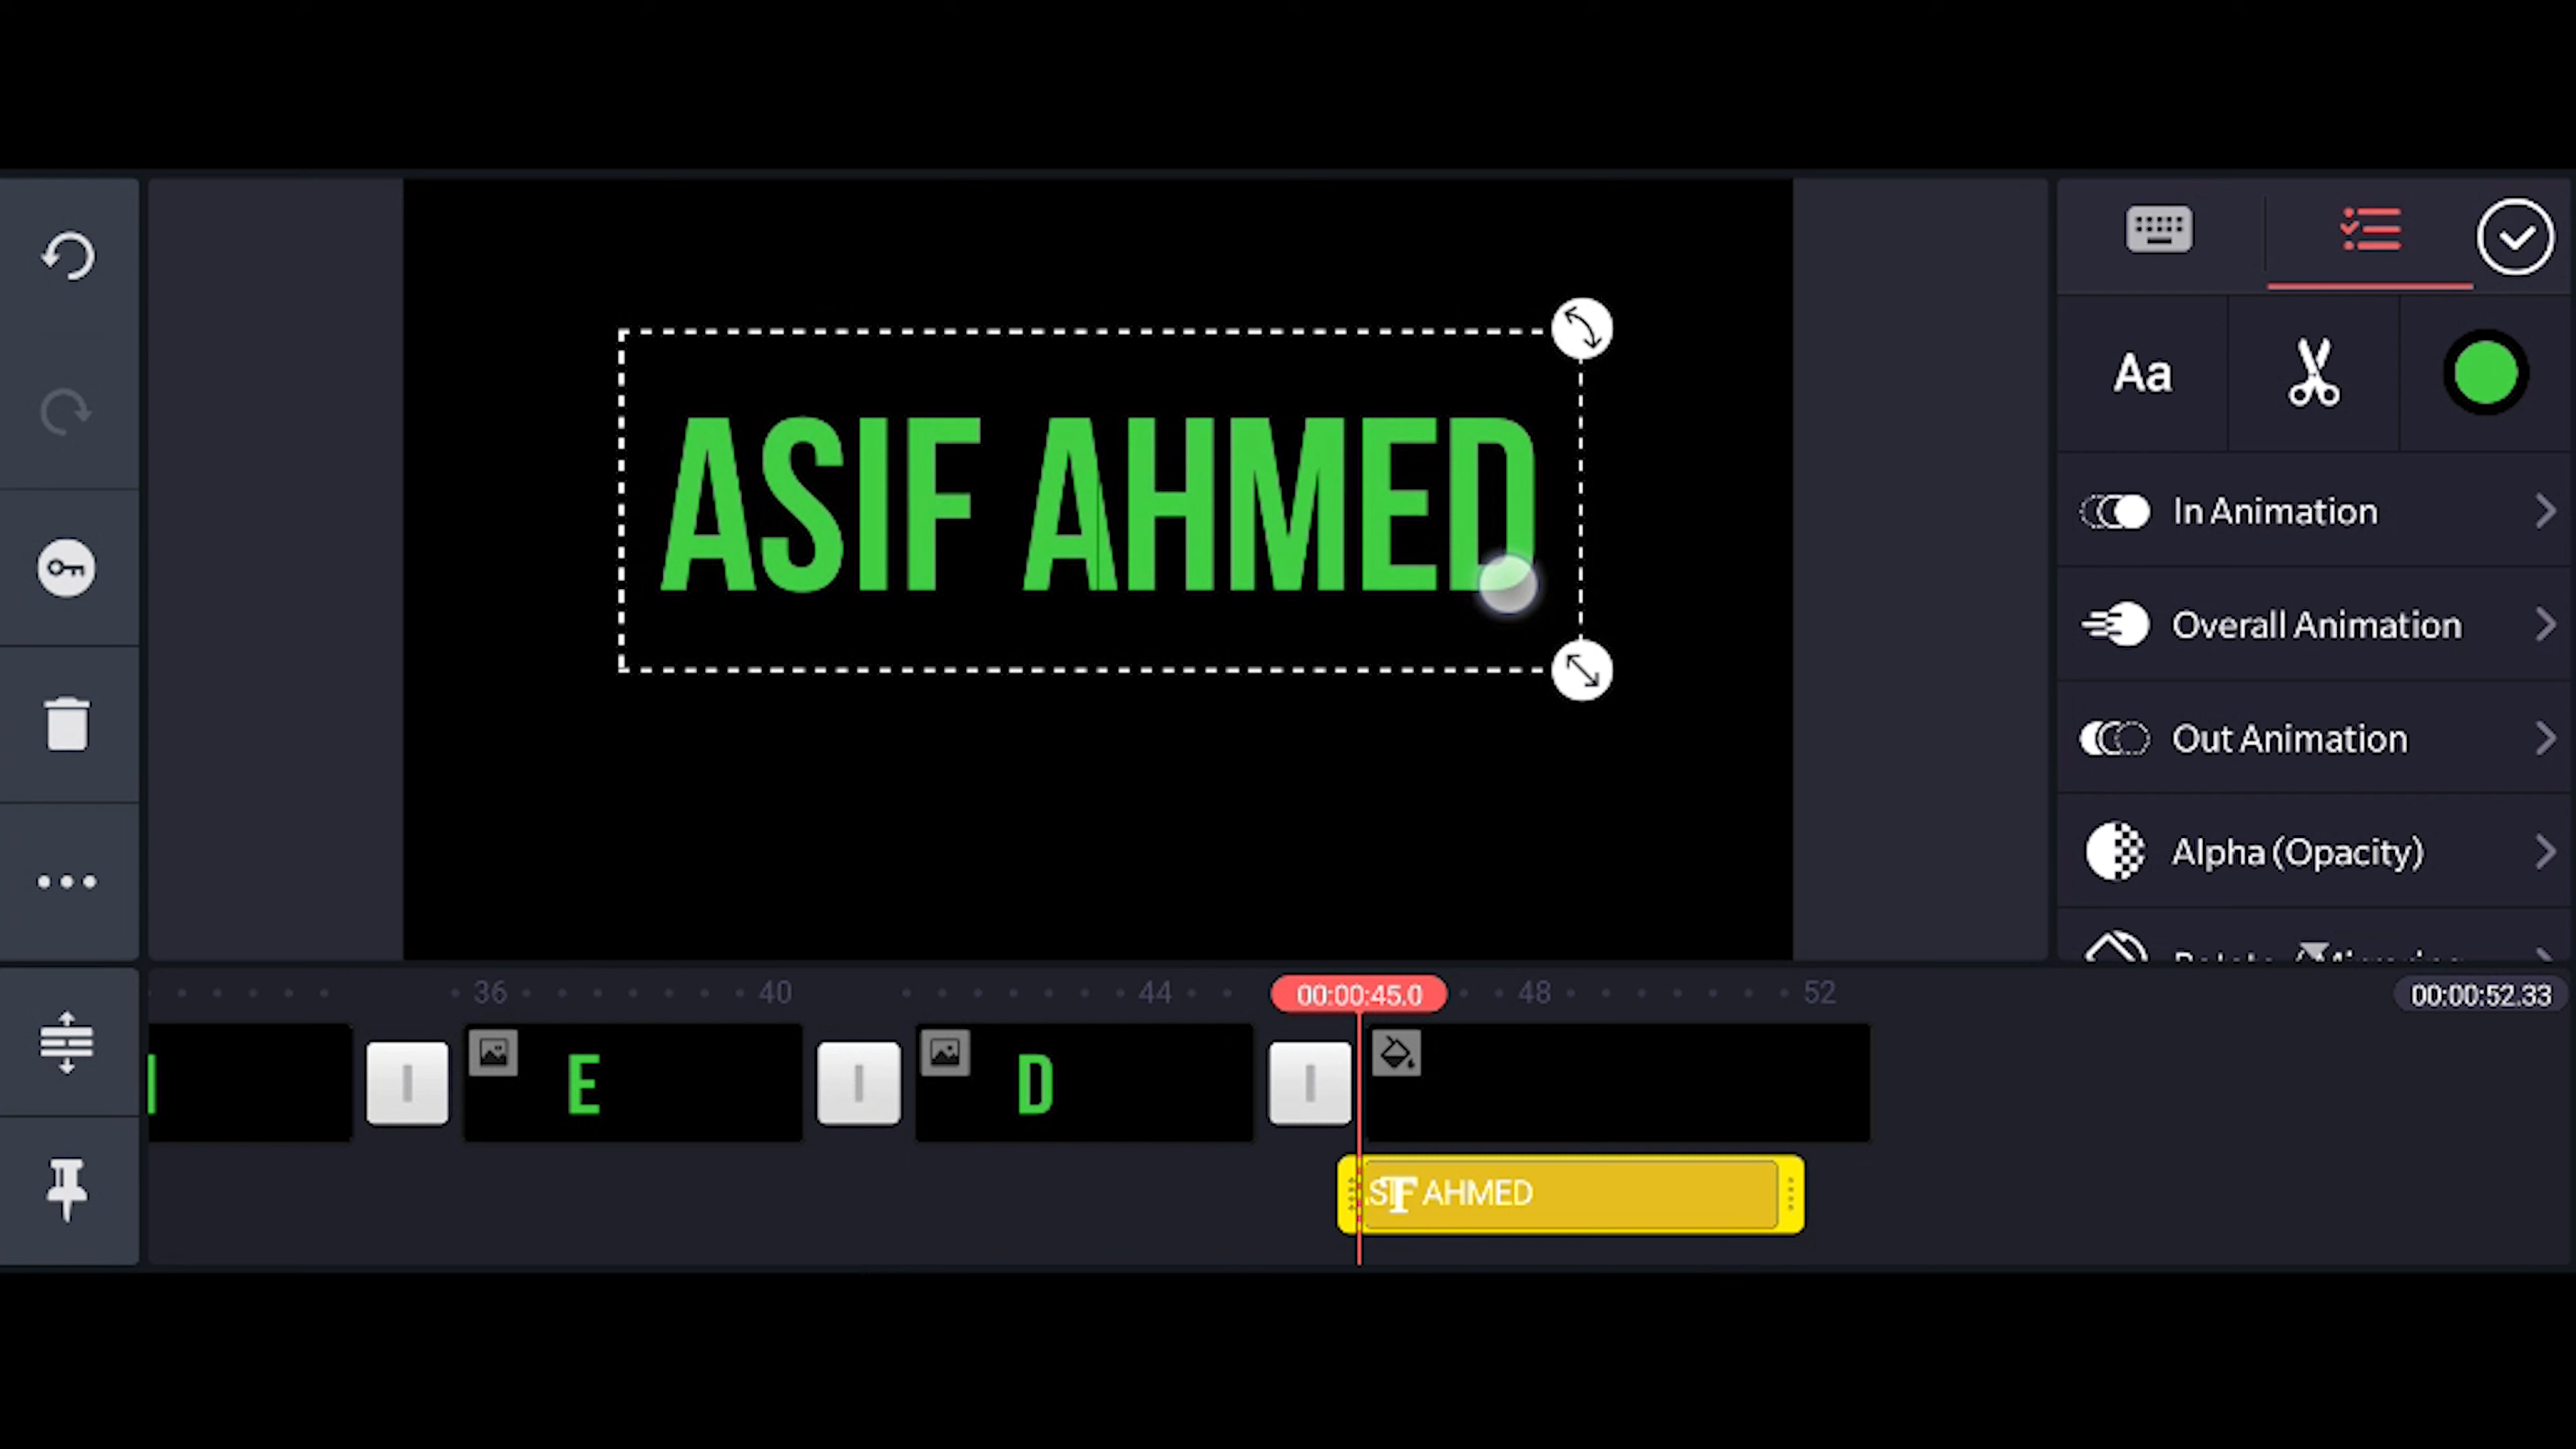 ASIF AHMED
Aa
In Animation
Overall Animation
Out Animation
Alpha (Opacity)
36
40
44
00:00:45.0
48
52
00:00:52.33
E
D
SIF AHMED